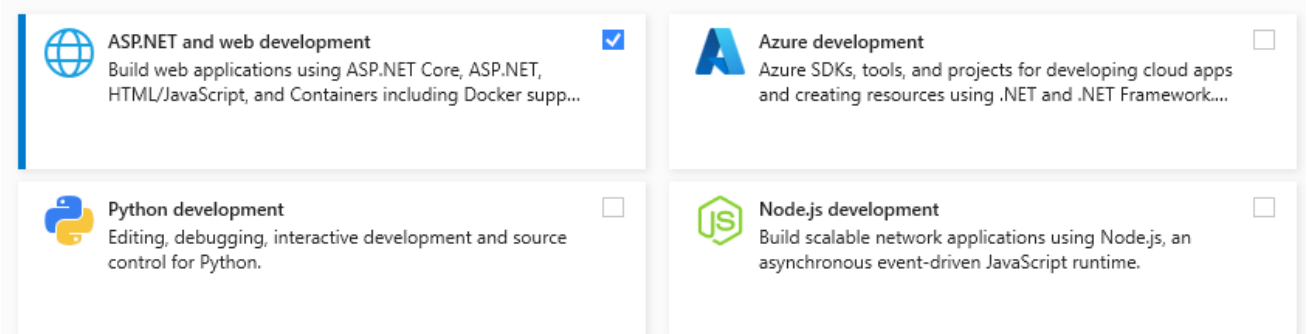 ASP.NET and web development
Build web applications using ASP.NET Core, ASP.NET,
HTML/JavaScript, and Containers including Docker supp...
Azure development
Azure SDKs, tools, and projects for developing cloud apps
and creating resources using .NET and .NET Framework....
Python development
Editing, debugging, interactive development and source
control for Python.
Node.js development
Build scalable network applications using Node.js, an
asynchronous event-driven JavaScript runtime.
JS